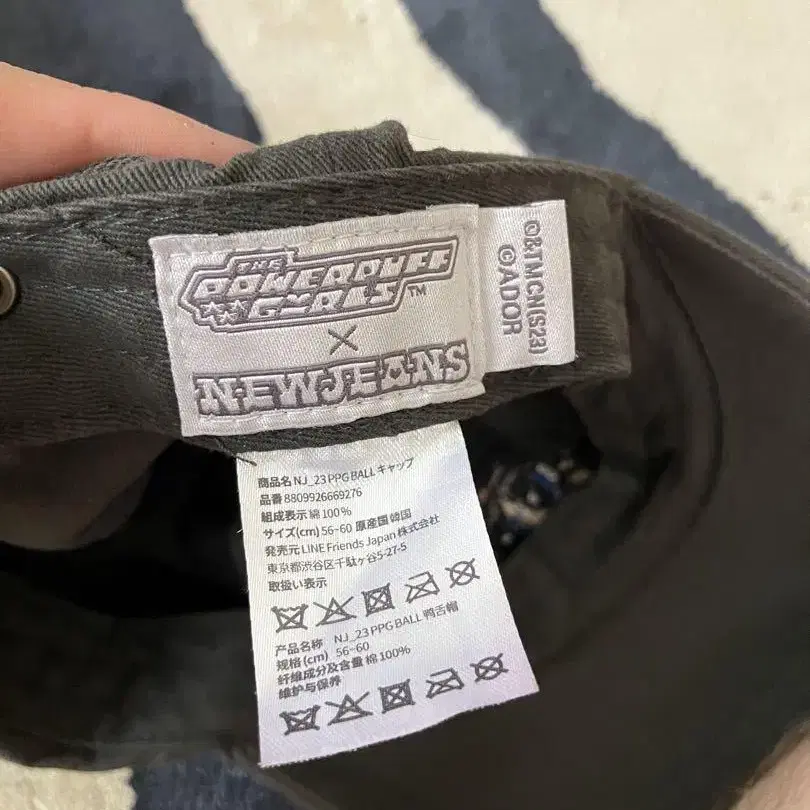 THE
POWERPUFF
GIRLS™
×
NEWJEANS
©&TMCN(S23)
©ADOR
商品名 NJ_23 PPG BALL キャップ
品番 8809926669276
組成表示 綿 100%
サイズ(cm) 56~60 原産国 韓国
発売元 LINE Friends Japan 株式会社
東京都渋谷区千駄ヶ谷5-27-5
取扱い表示
产品名称 NJ_23 PPG BALL 鸭舌帽
规格(cm) 56~60
纤维成分及含量 棉 100%
维护与保养